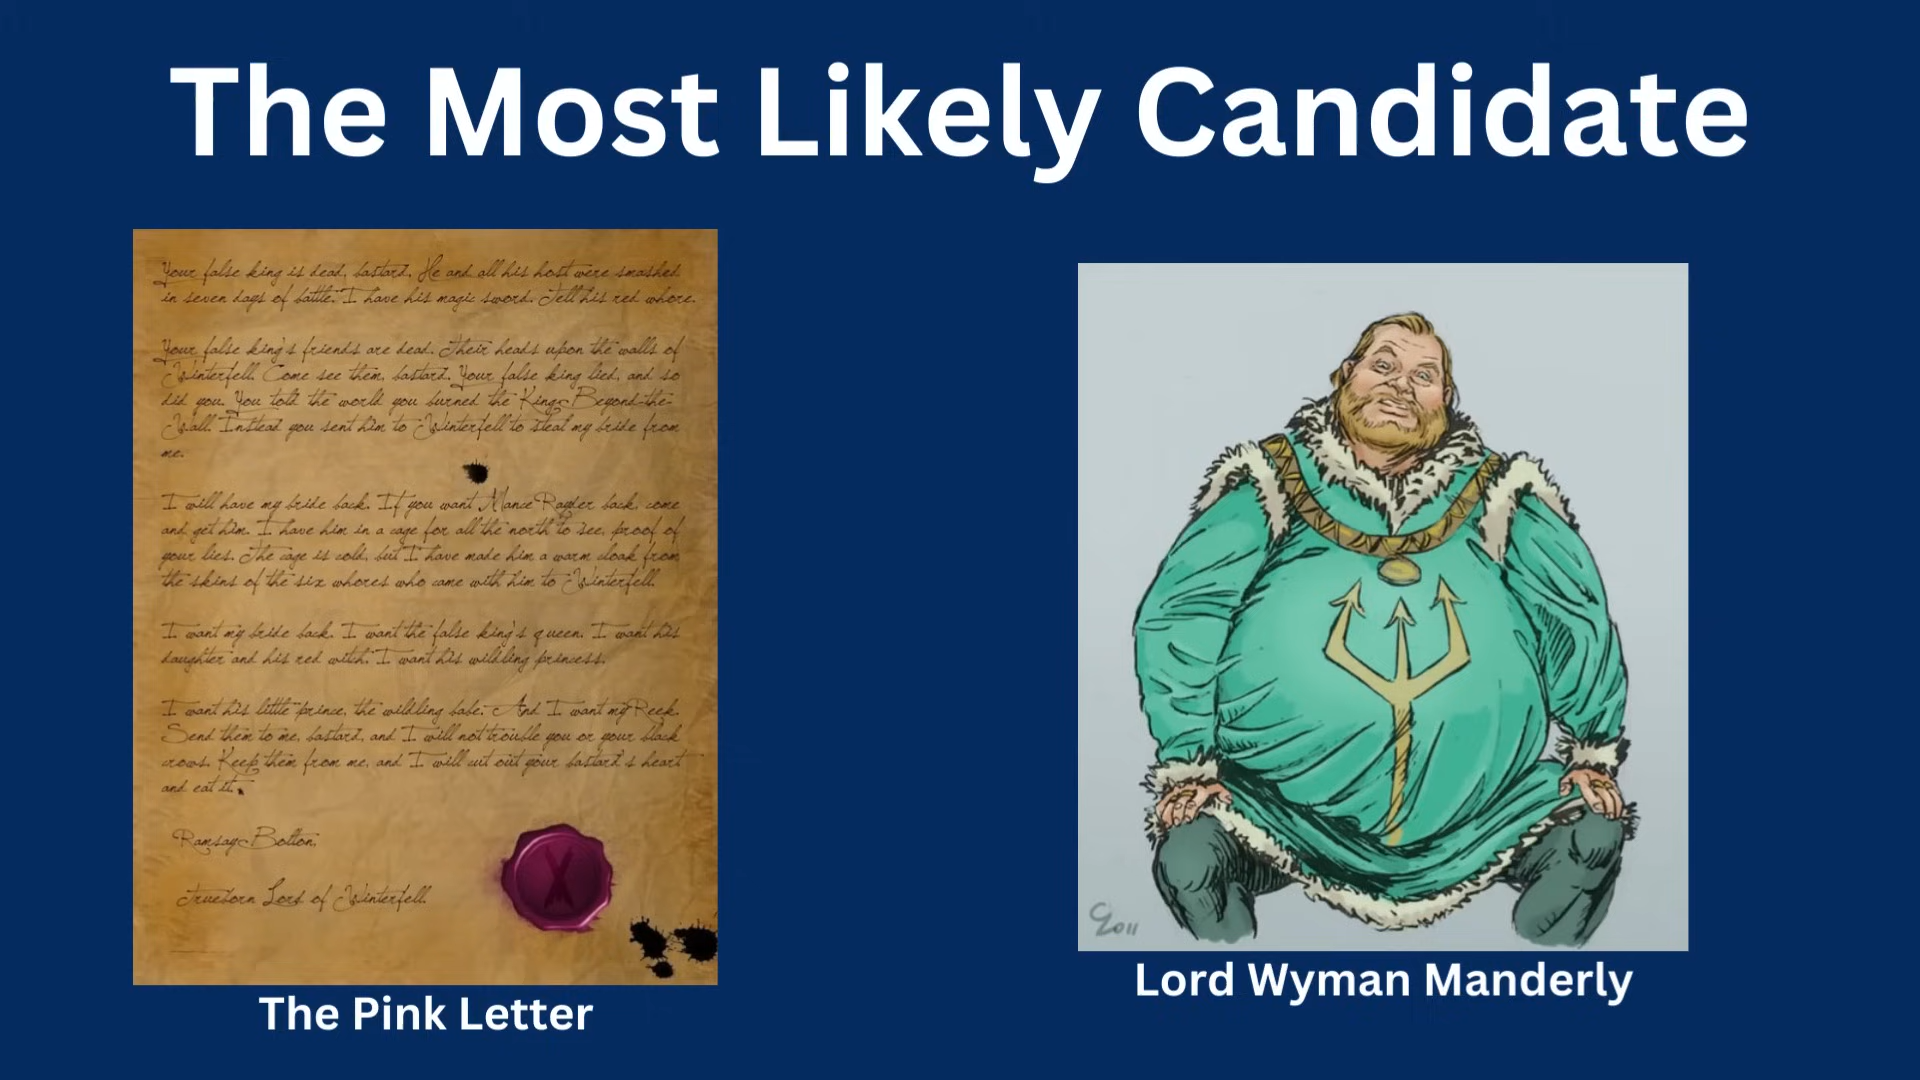 The Most Likely Candidate
Your false king is dead, bastard. He and all his host were smashed
in seven days of battle. I have his magic sword. Tell his red whore.
Your false king's friends are dead. Their heads upon the walls of
Winterfell. Come see them, bastard. Your false king lied, and so
did you. You told the world you burned the King-Beyond-the-
Wall. Instead you sent him to Winterfell to steal my bride from
me.
I will have my bride back. If you want Mance Rayder back, come
and get him. I have him in a cage for all the north to see, proof of
your lies. The cage is cold, but I have made him a warm cloak from
the skins of the six whores who came with him to Winterfell.
I want my bride back. I want the false king's queen. I want his
daughter and his red witch. I want his wildling princess.
I want his little prince, the wildling babe. And I want my Reek.
Send them to me, bastard, and I will not trouble you or your black
crows. Keep them from me, and I will cut out your bastard's heart
and eat it.
Ramsay Bolton,
Trueborn Lord of Winterfell.
2011
The Pink Letter
Lord Wyman Manderly